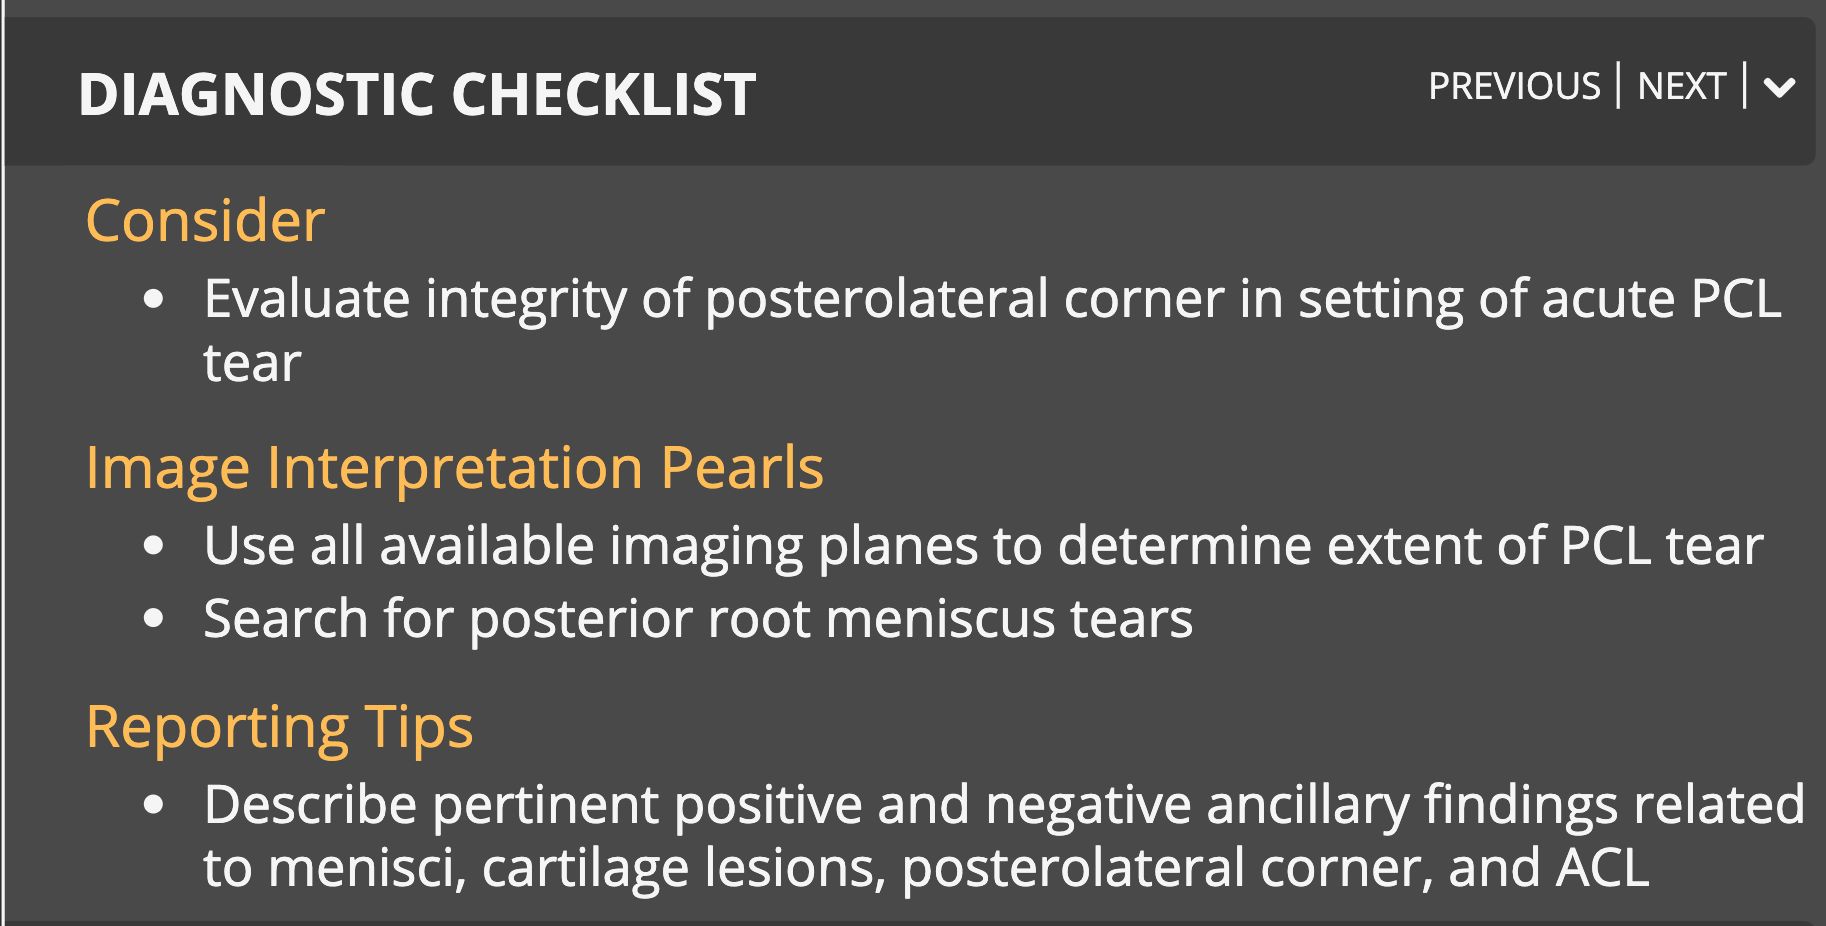 DIAGNOSTIC CHECKLIST
PREVIOUS | NEXT |
Consider
• Evaluate integrity of posterolateral corner in setting of acute PCL
tear
Image Interpretation Pearls
• Use all available imaging planes to determine extent of PCL tear
• Search for posterior root meniscus tears
Reporting Tips
• Describe pertinent positive and negative ancillary findings related
to menisci, cartilage lesions, posterolateral corner, and ACL